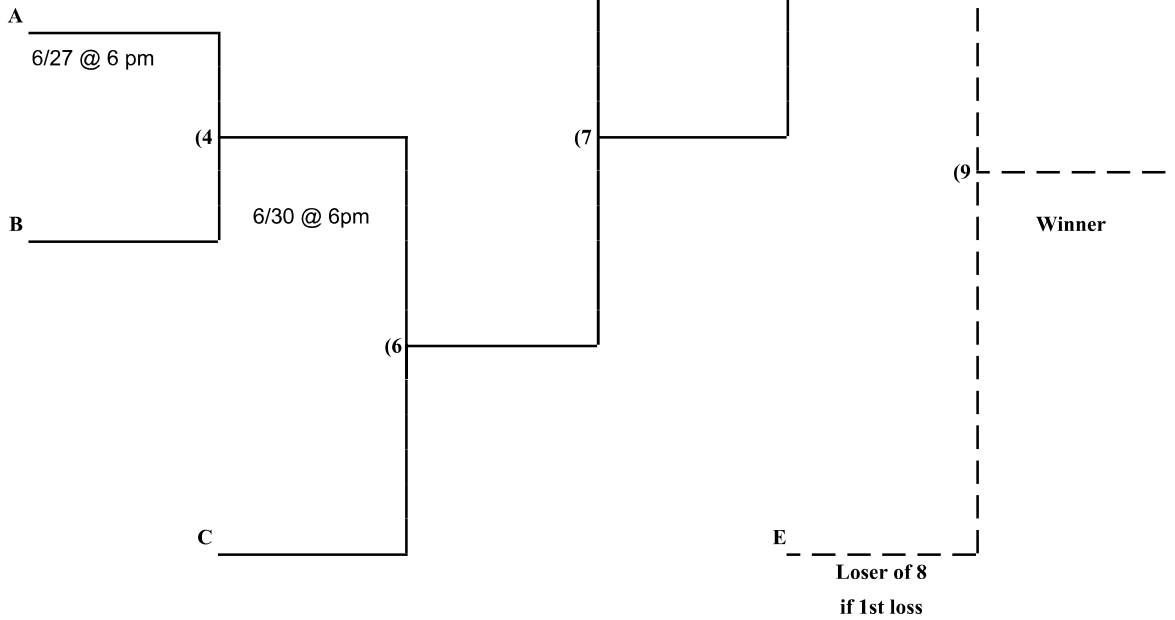 A
6/27 @ 6 pm
(4
(7
(9
B
6/30 @ 6pm
Winner
(6
C
E
Loser of 8
if 1st loss